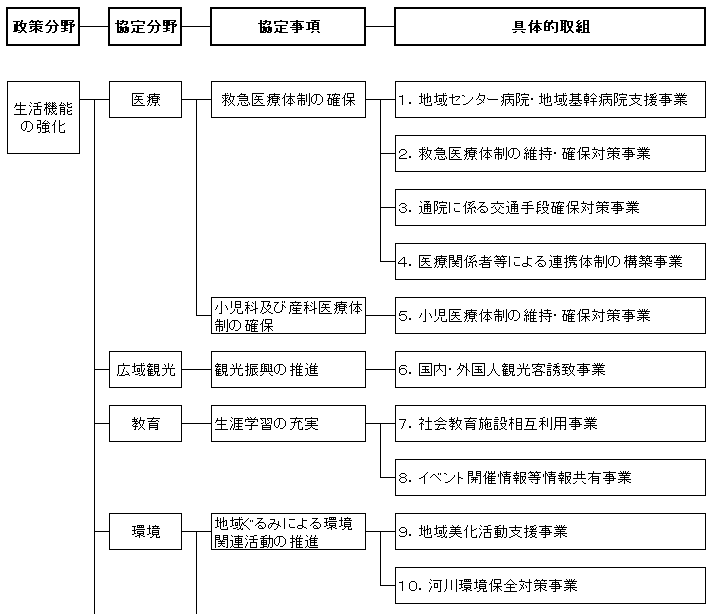 政策分野 協定分野 協定事項 具体的取組
生活機能
の強化
医療
救急医療体制の確保
1．地域センター病院・地域基幹病院支援事業
2．救急医療体制の維持・確保対策事業
3．通院に係る交通手段確保対策事業
4．医療関係者等による連携体制の構築事業
小児科及び産科医療体
制の確保
5．小児医療体制の維持・確保対策事業
広域観光
観光振興の推進
6．国内・外国人観光客誘致事業
教育
生涯学習の充実
7．社会教育施設相互利用事業
8．イベント開催情報等情報共有事業
環境
地域ぐるみによる環境
関連活動の推進
9．地域美化活動支援事業
10．河川環境保全対策事業